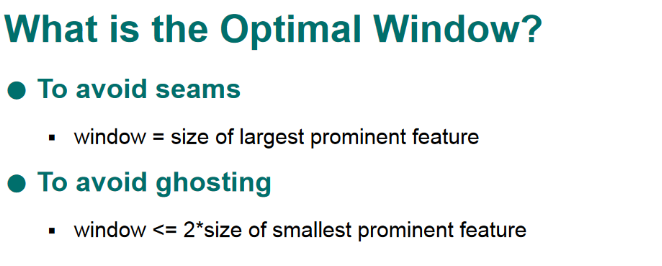 What is the Optimal Window?
To avoid seams
window = size of largest prominent feature
To avoid ghosting
window <= 2*size of smallest prominent feature